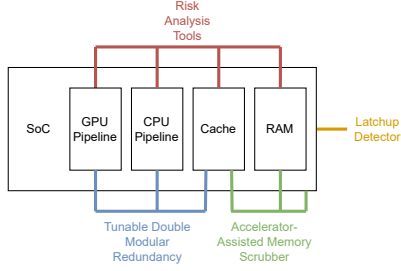 Risk
Analysis
Tools
SoC
GPU
Pipeline
CPU
Pipeline
Cache
RAM
Latchup
Detector
Tunable Double
Modular
Redundancy
Accelerator-
Assisted Memory
Scrubber